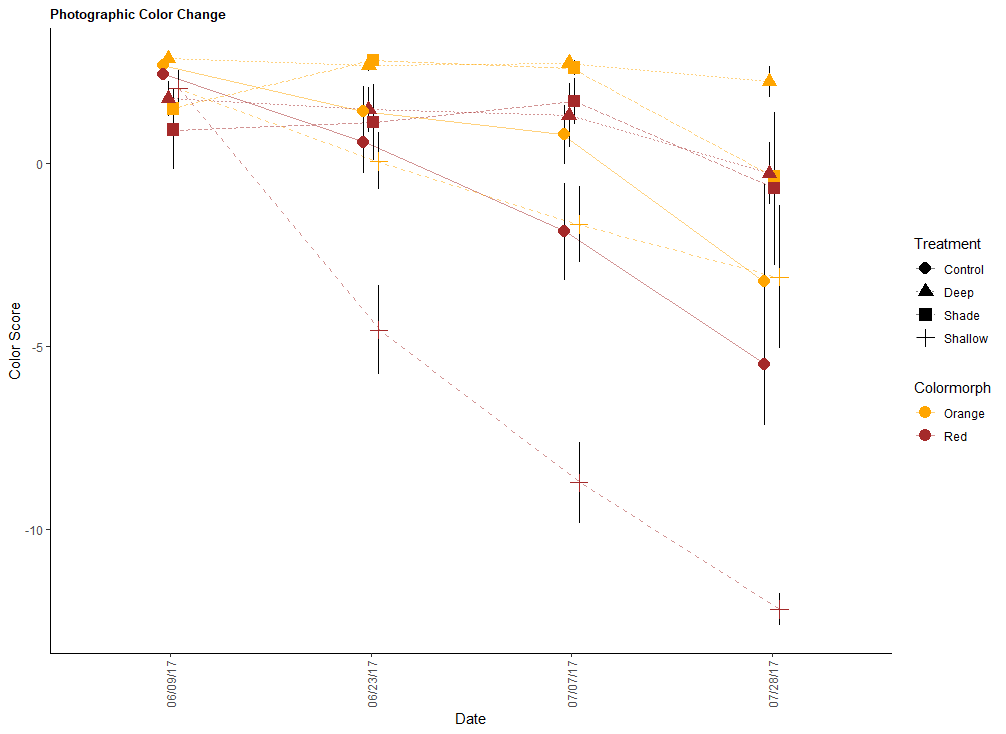 Photographic Color Change
Color Score
0
-5
-10
06/09/17
06/23/17
07/07/17
07/28/17
Date
Treatment
Control
Deep
Shade
Shallow
Colormorph
Orange
Red